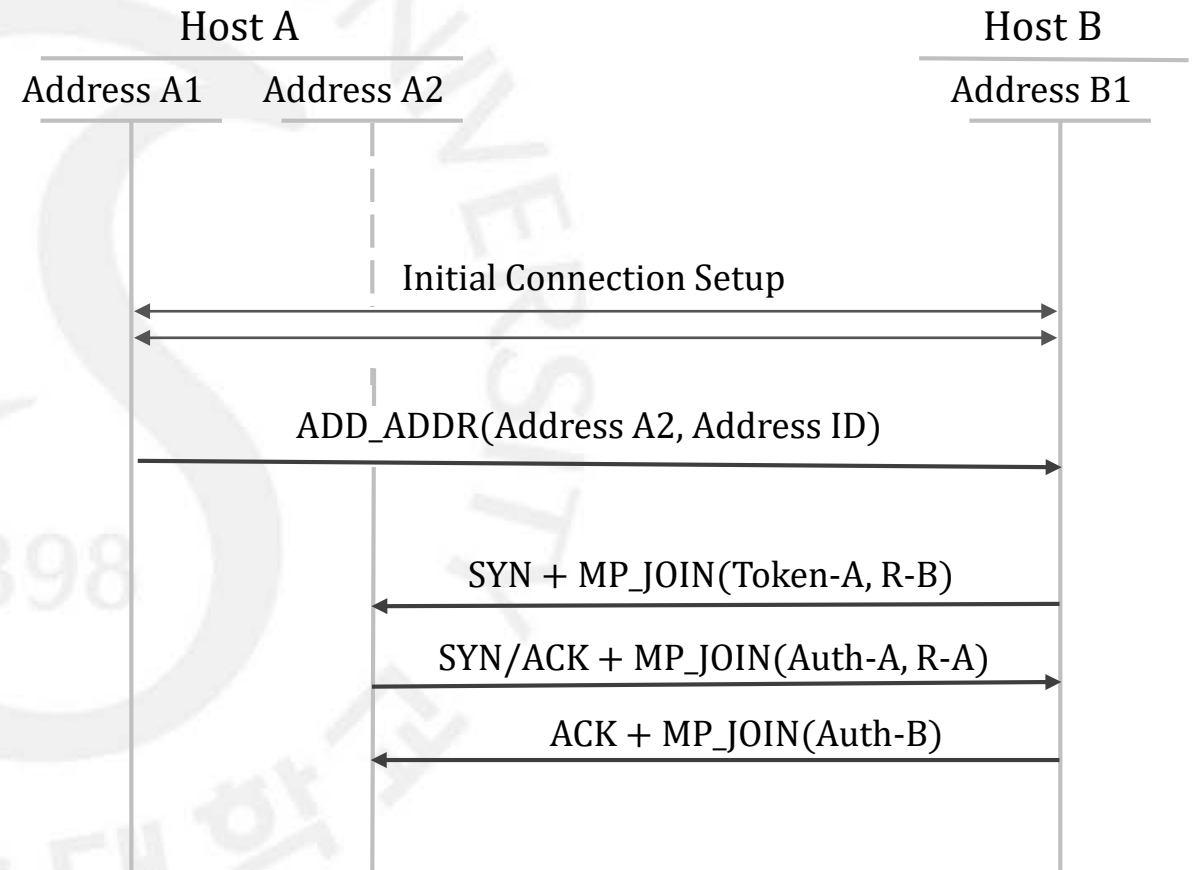 Host A
Host B
Address A1
Address A2
Address B1
Initial Connection Setup
ADD_ADDR(Address A2, Address ID)
SYN + MP_JOIN(Token-A, R-B)
SYN/ACK + MP_JOIN(Auth-A, R-A)
ACK + MP_JOIN(Auth-B)